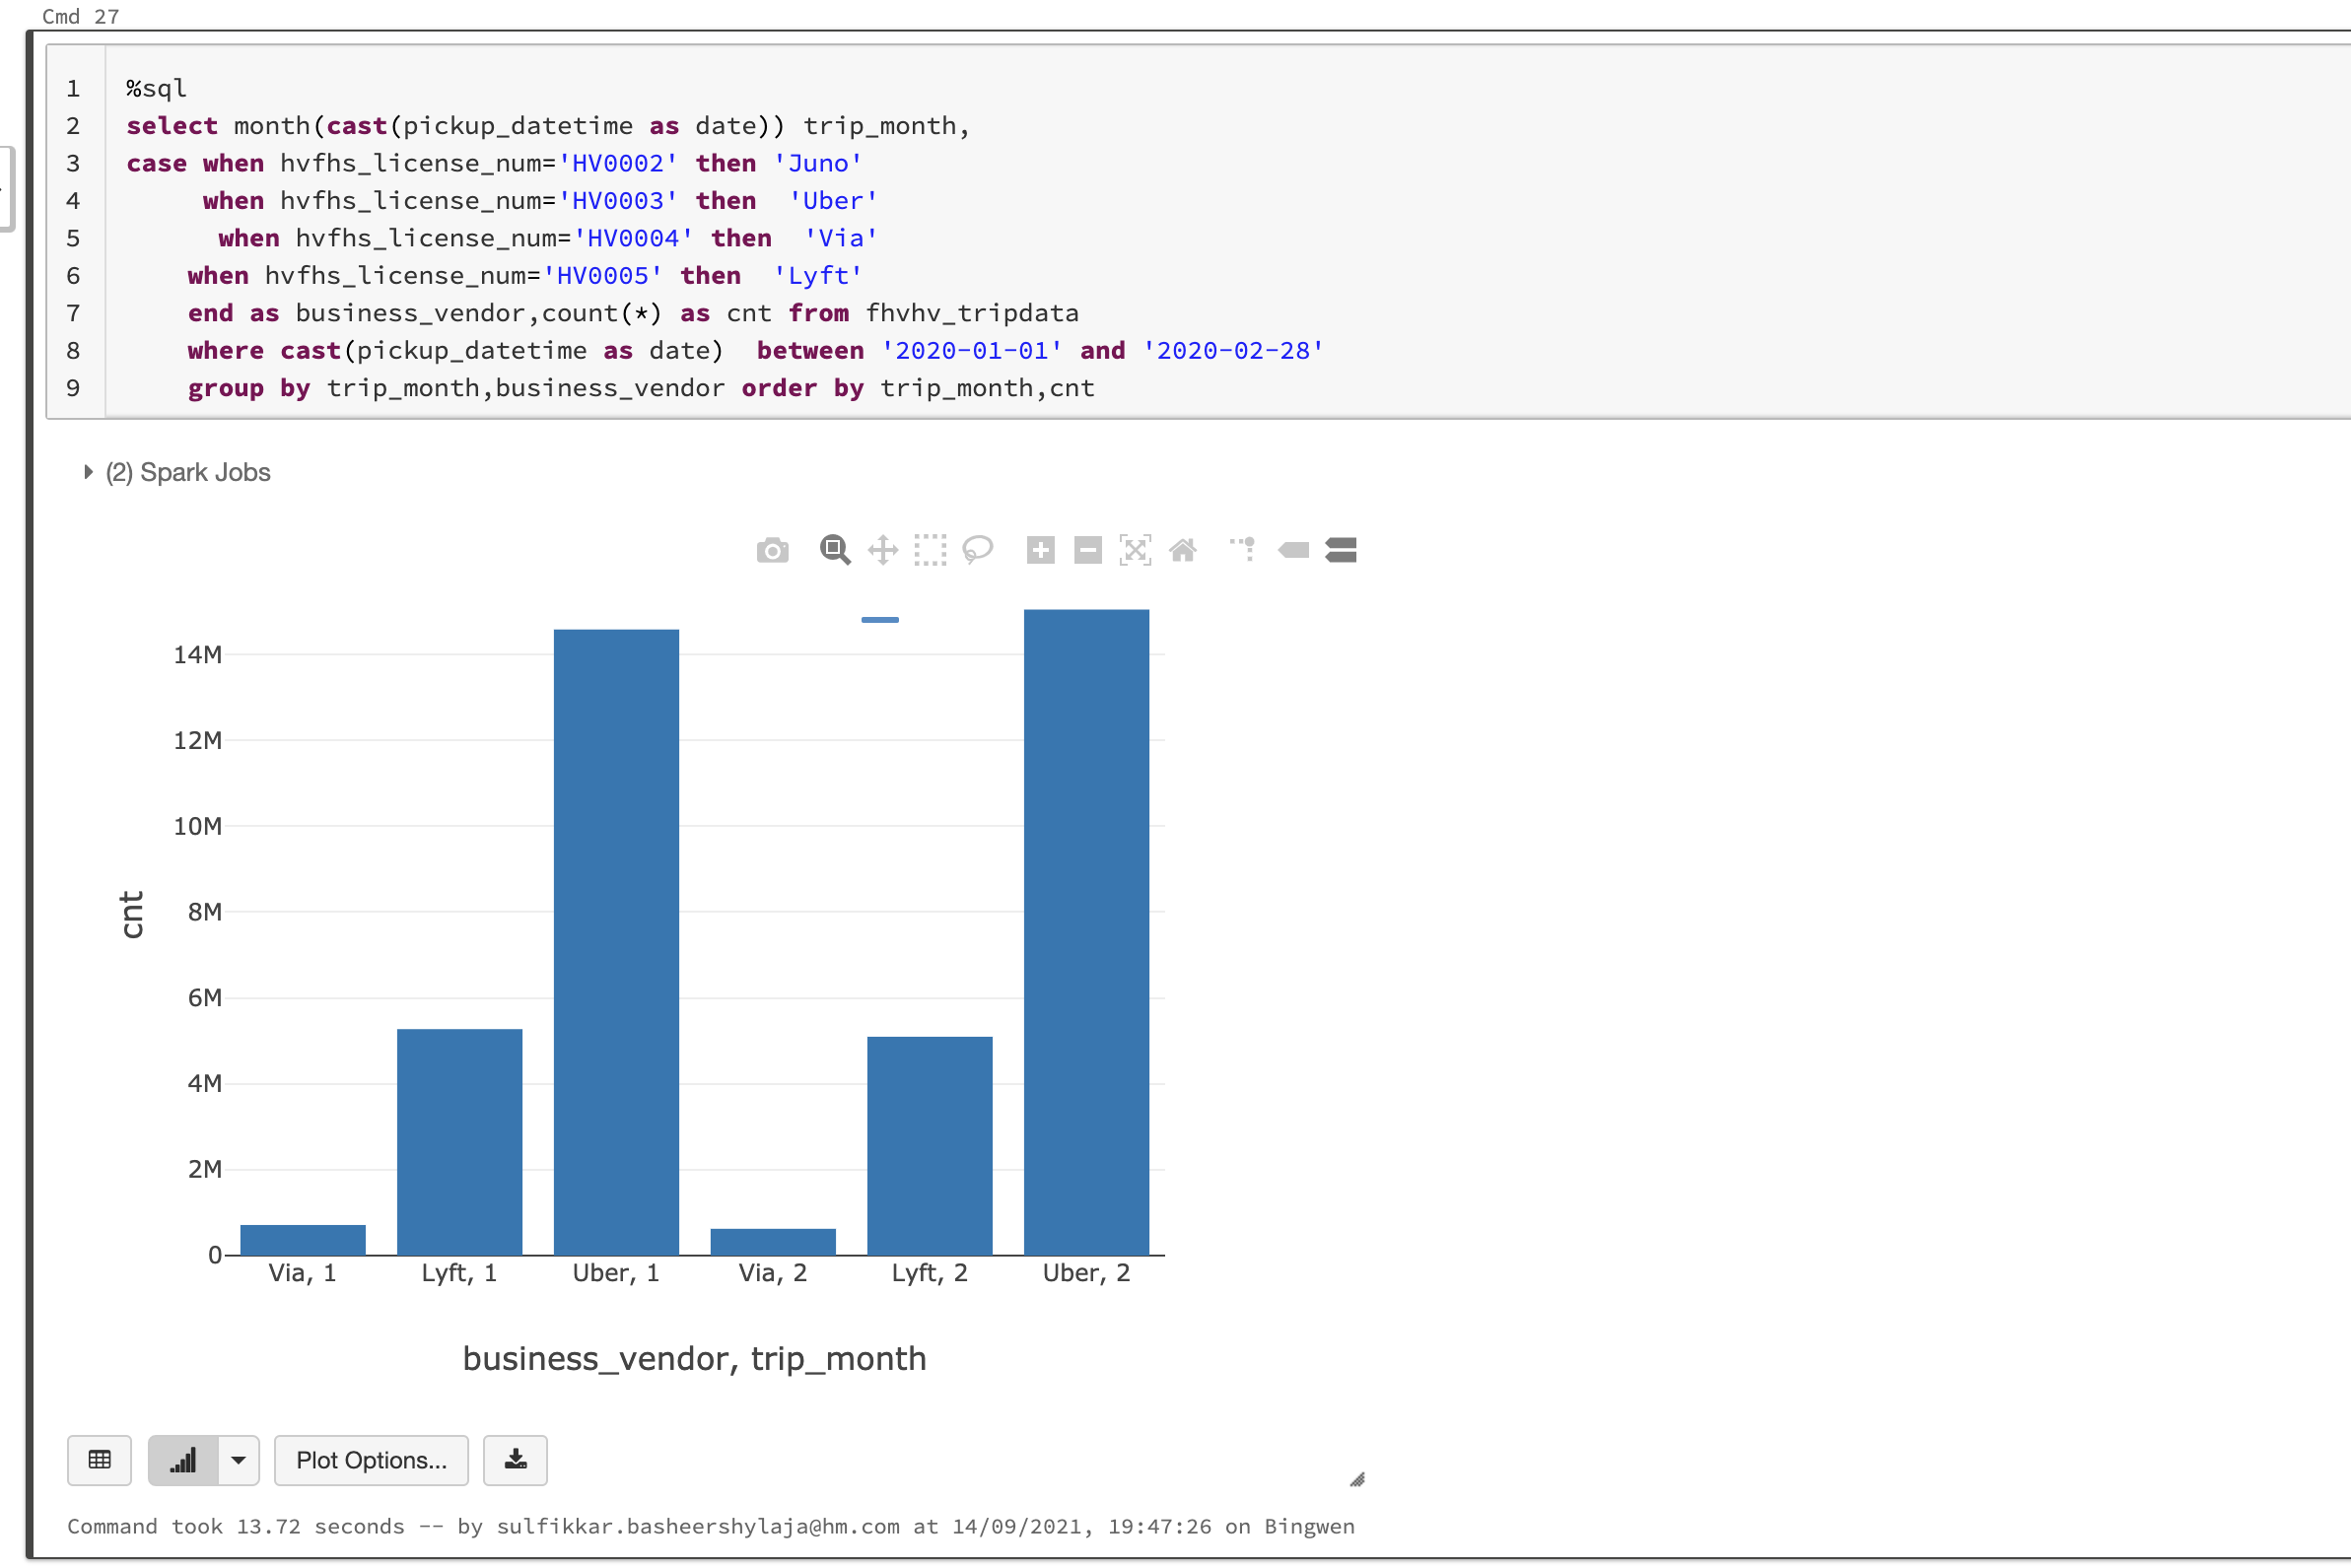 Cmd 27
1 %sql
2 select month(cast(pickup_datetime as date)) trip_month,
3 case when hvfhs_license_num='HV0002' then 'Juno'
4      when hvfhs_license_num='HV0003' then  'Uber'
5       when hvfhs_license_num='HV0004' then  'Via'
6     when hvfhs_license_num='HV0005' then  'Lyft'
7     end as business_vendor,count(*) as cnt from fhvhv_tripdata
8     where cast(pickup_datetime as date)  between '2020-01-01' and '2020-02-28'
9     group by trip_month,business_vendor order by trip_month,cnt
(2) Spark Jobs
14M
12M
10M
8M
6M
4M
2M
0
cnt
Via, 1 Lyft, 1 Uber, 1 Via, 2 Lyft, 2 Uber, 2
business_vendor, trip_month
Plot Options...
Command took 13.72 seconds -- by sulfikkar.basheershylaja@hm.com at 14/09/2021, 19:47:26 on Bingwen